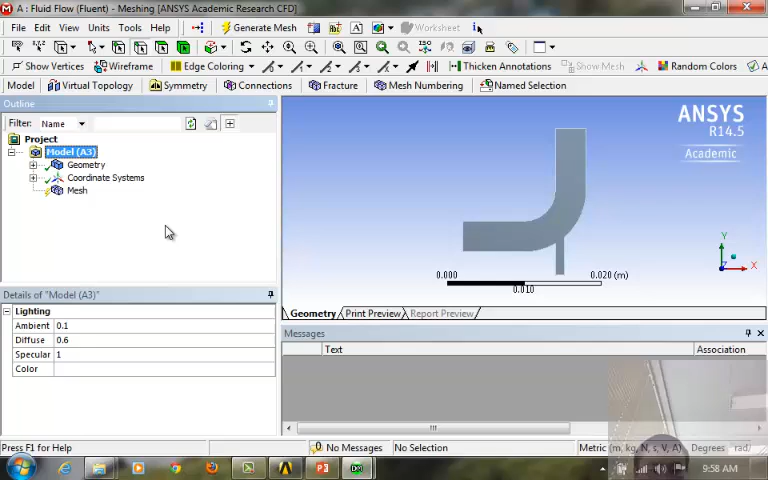 A : Fluid Flow (Fluent) - Meshing [ANSYS Academic Research CFD]
File Edit View Units Tools Help Generate Mesh Worksheet
Show Vertices Wireframe Edge Coloring Thicken Annotations Show Mesh Random Colors A
Model Virtual Topology Symmetry Connections Fracture Mesh Numbering Named Selection
Outline
Filter: Name
Project
Model (A3)
Geometry
Coordinate Systems
Mesh
Details of "Model (A3)"
Lighting
Ambient 0.1
Diffuse 0.6
Specular 1
Color
ANSYS
R14.5
Academic
0.000 0.020 (m)
0.010
Y
X
Z
Geometry Print Preview Report Preview
Messages
Text Association
Press F1 for Help No Messages No Selection Metric (m, kg, N, s, V, A) Degrees rad/
9:58 AM